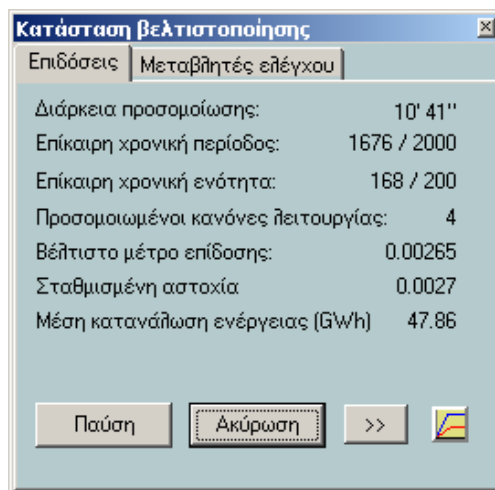 Κατάσταση βελτιστοποίησης
Επιδόσεις Μεταβλητές ελέγχου
Διάρκεια προσομοίωσης: 10' 41''
Επίκαιρη χρονική περίοδος: 1676 / 2000
Επίκαιρη χρονική ενότητα: 168 / 200
Προσομοιωμένοι κανόνες λειτουργίας: 4
Βέλτιστο μέτρο επίδοσης: 0.00265
Σταθμισμένη αστοχία 0.0027
Μέση κατανάλωση ενέργειας (GWh) 47.86
Παύση Ακύρωση >>